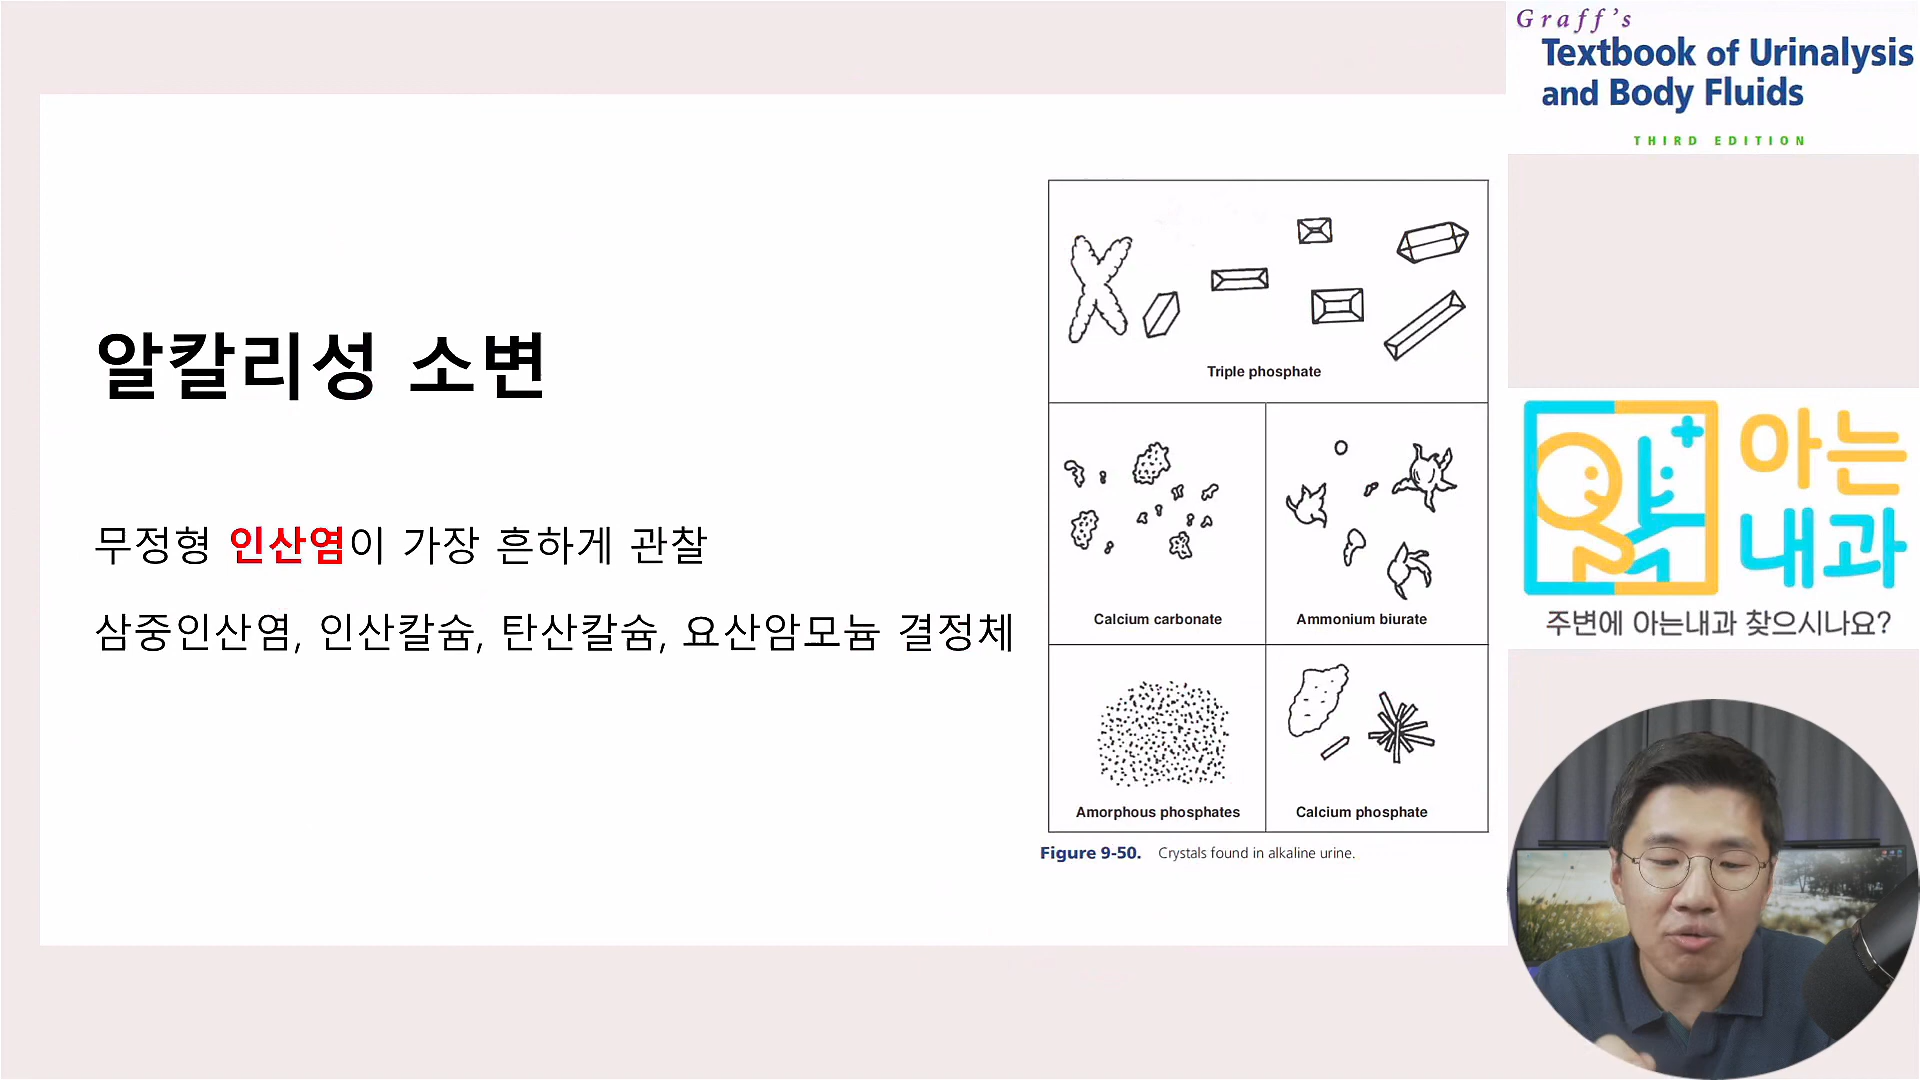 Graff's
Textbook of Urinalysis
and Body Fluids
THIRD EDITION
알칼리성 소변
무정형 인산염이 가장 흔하게 관찰
삼중인산염, 인산칼슘, 탄산칼슘, 요산암모늄 결정체
Triple phosphate
Calcium carbonate
Ammonium biurate
Amorphous phosphates
Calcium phosphate
Figure 9-50. Crystals found in alkaline urine.
아는
내과
주변에 아는내과 찾으시나요?